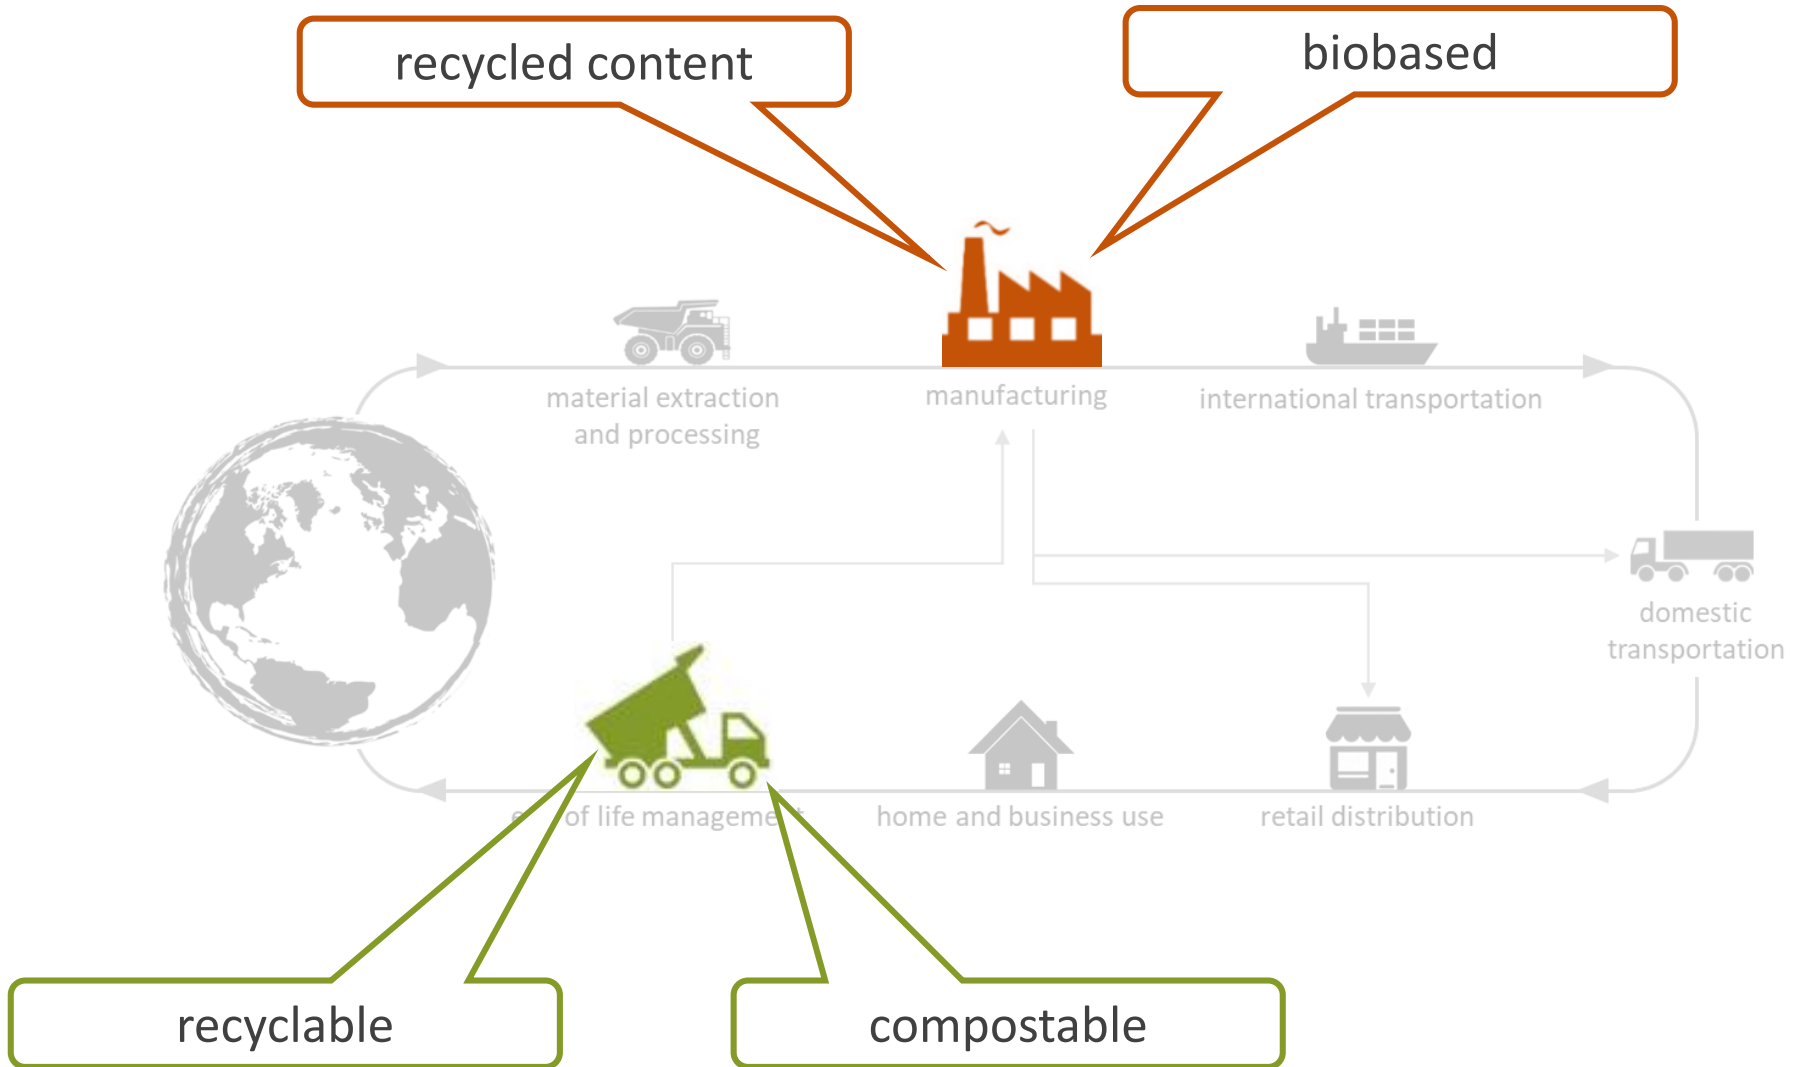 recycled content
biobased
material extraction
and processing
manufacturing
international transportation
domestic
transportation
of life management
home and business use
retail distribution
recyclable
compostable